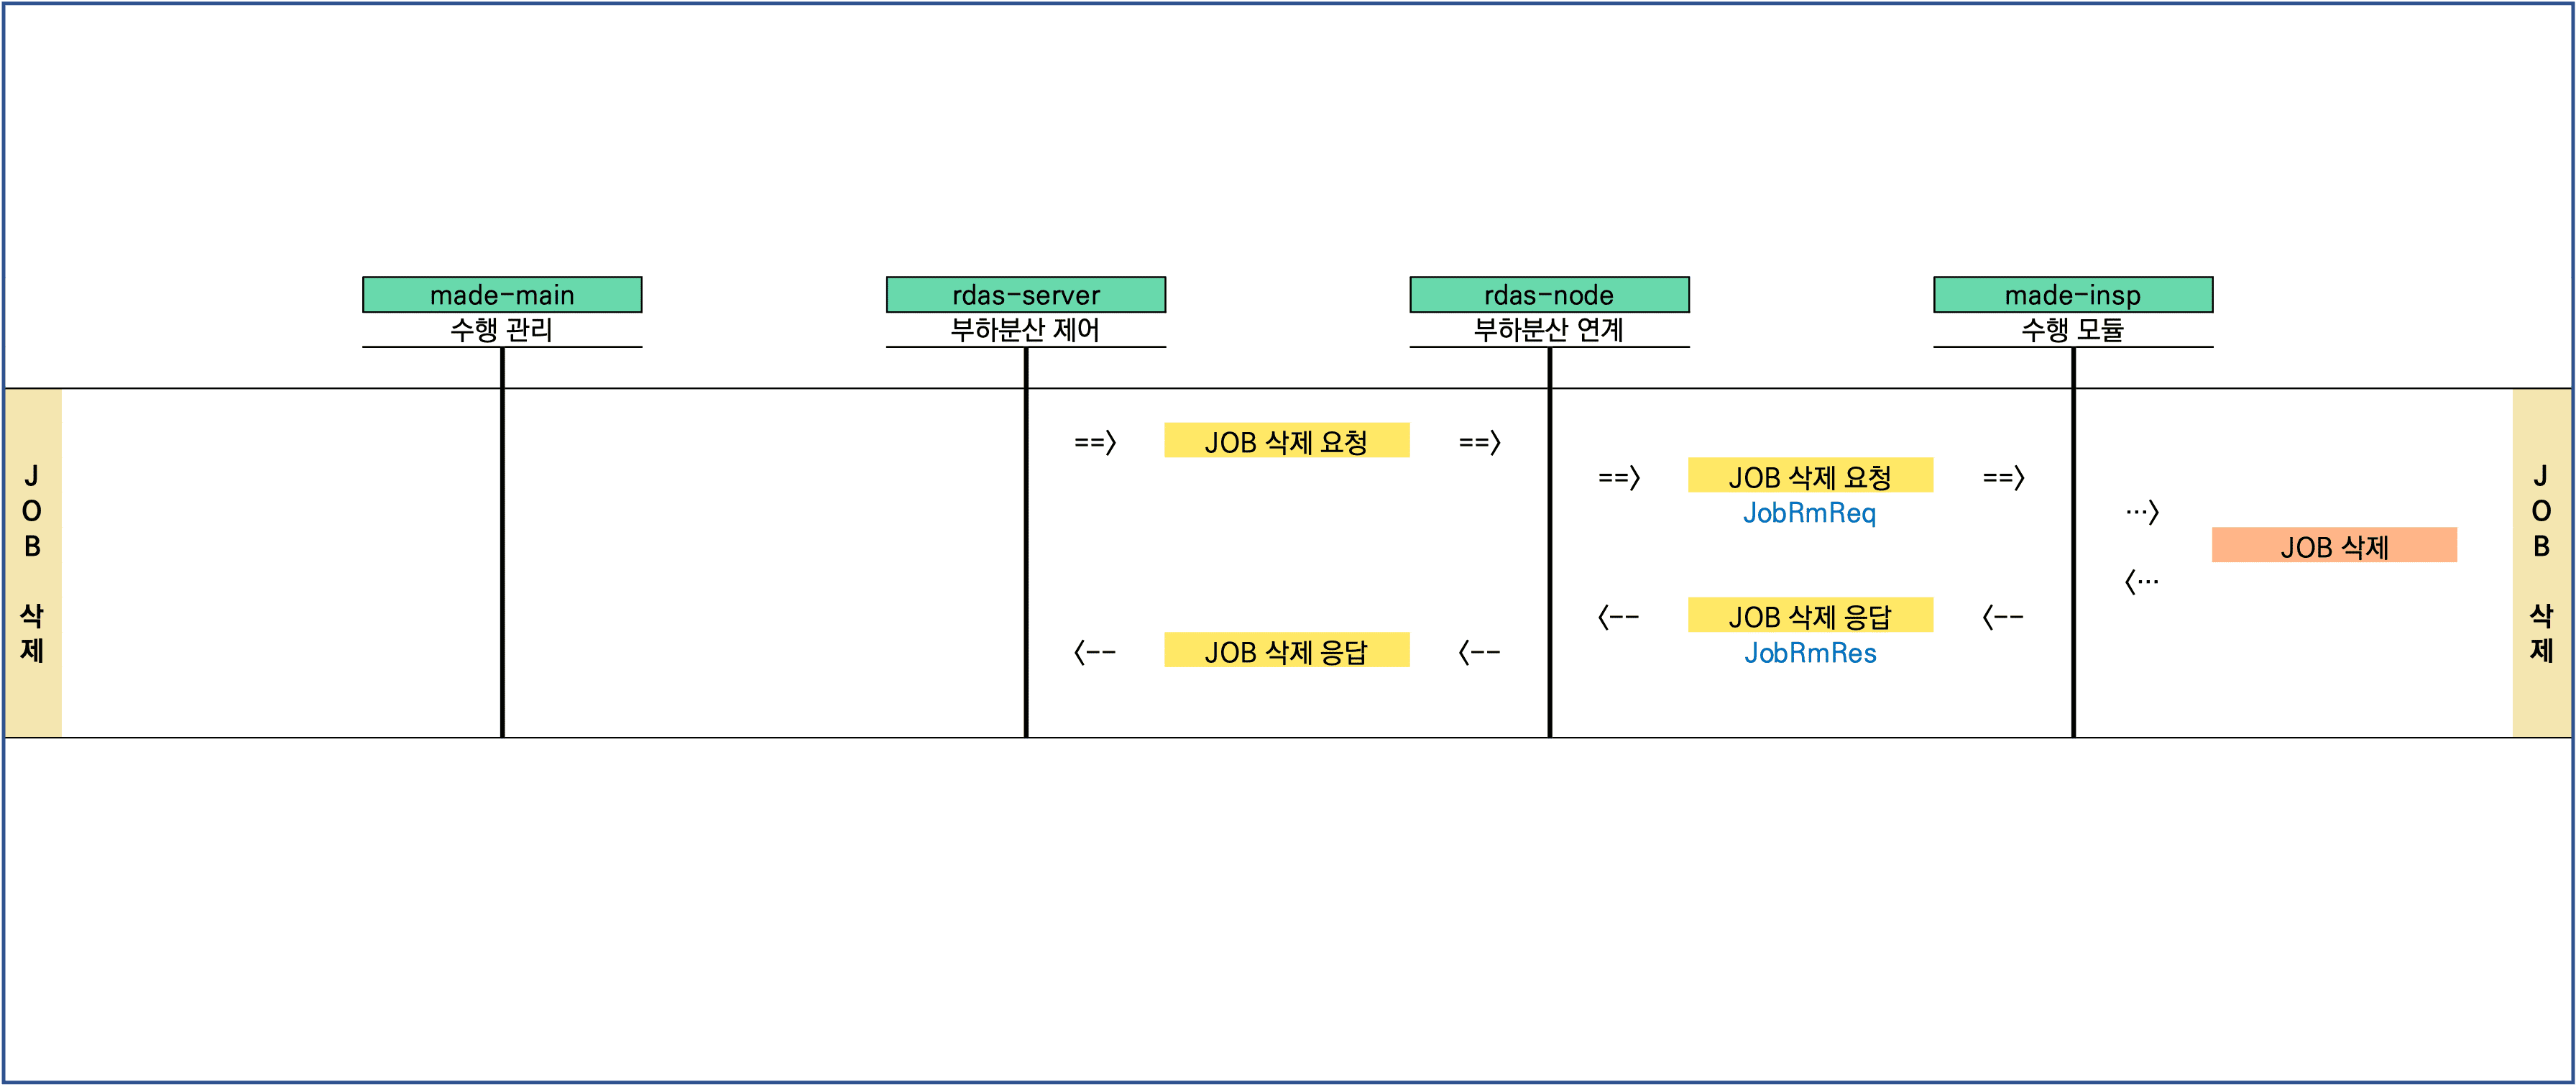 made-main
rdas-server
rdas-node
made-insp
수행 관리
부하분산 제어
부하분산 연계
수행 모듈
JOB 삭제
==> JOB 삭제 요청 ==>
==> JOB 삭제 요청 ==>
JobRmReq
···>
JOB 삭제
<···
<-- JOB 삭제 응답 <--
<-- JOB 삭제 응답 <--
JobRmRes
JOB 삭제